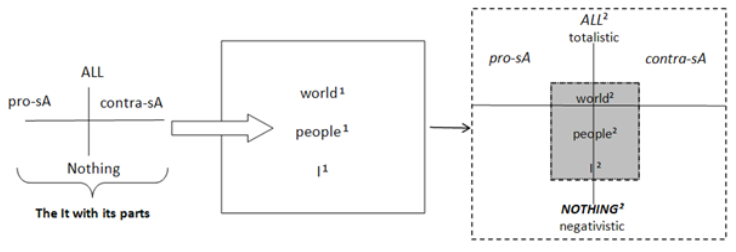 ALL
pro-sA contra-sA
Nothing
The It with its parts
world¹
people¹
I¹
ALL²
totalistic
pro-sA contra-sA
world²
people²
I²
NOTHING²
negativistic